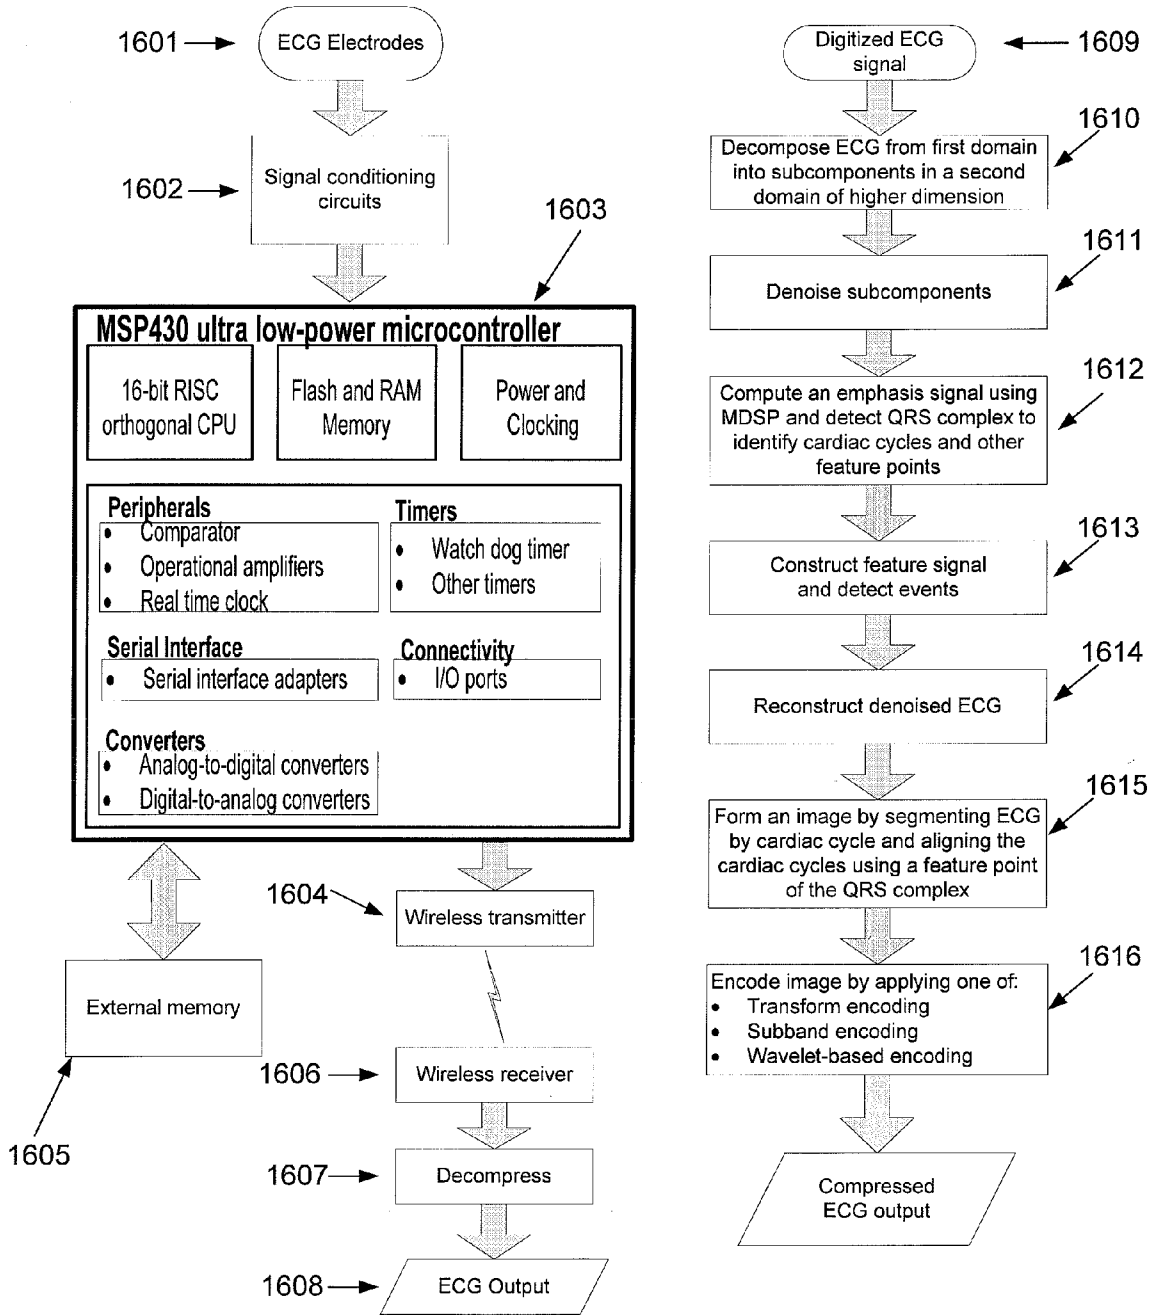 1601
ECG Electrodes
1602
Signal conditioning
circuits
1603
MSP430 ultra low-power microcontroller
16-bit RISC
orthogonal CPU
Flash and RAM
Memory
Power and
Clocking
Peripherals
• Comparator
• Operational amplifiers
• Real time clock
Timers
• Watch dog timer
• Other timers
Serial Interface
• Serial interface adapters
Connectivity
• I/O ports
Converters
• Analog-to-digital converters
• Digital-to-analog converters
1604
Wireless transmitter
External memory
1605
1606
Wireless receiver
1607
Decompress
1608
ECG Output
Digitized ECG
signal
1609
1610
Decompose ECG from first domain
into subcomponents in a second
domain of higher dimension
1611
Denoise subcomponents
1612
Compute an emphasis signal using
MDSP and detect QRS complex to
identify cardiac cycles and other
feature points
1613
Construct feature signal
and detect events
1614
Reconstruct denoised ECG
1615
Form an image by segmenting ECG
by cardiac cycle and aligning the
cardiac cycles using a feature point
of the QRS complex
1616
Encode image by applying one of:
• Transform encoding
• Subband encoding
• Wavelet-based encoding
Compressed
ECG output